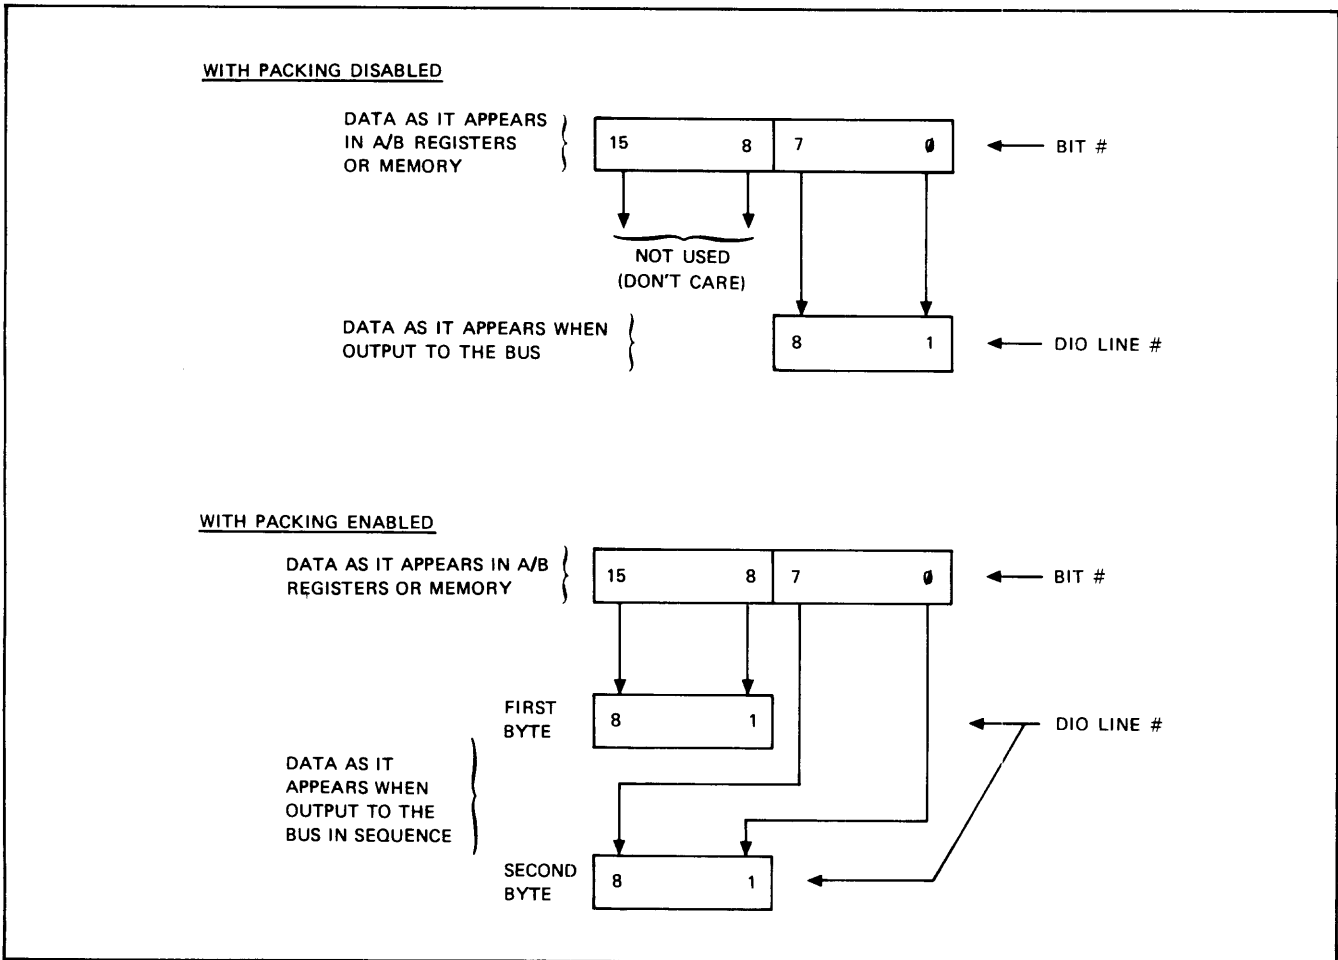 WITH PACKING DISABLED
DATA AS IT APPEARS
IN A/B REGISTERS
OR MEMORY
15 8 7 0
BIT #
NOT USED
(DON'T CARE)
DATA AS IT APPEARS WHEN
OUTPUT TO THE BUS
8 1
DIO LINE #
WITH PACKING ENABLED
DATA AS IT APPEARS IN A/B
REGISTERS OR MEMORY
15 8 7 0
BIT #
FIRST
BYTE
8 1
DIO LINE #
DATA AS IT
APPEARS WHEN
OUTPUT TO THE
BUS IN SEQUENCE
SECOND
BYTE
8 1